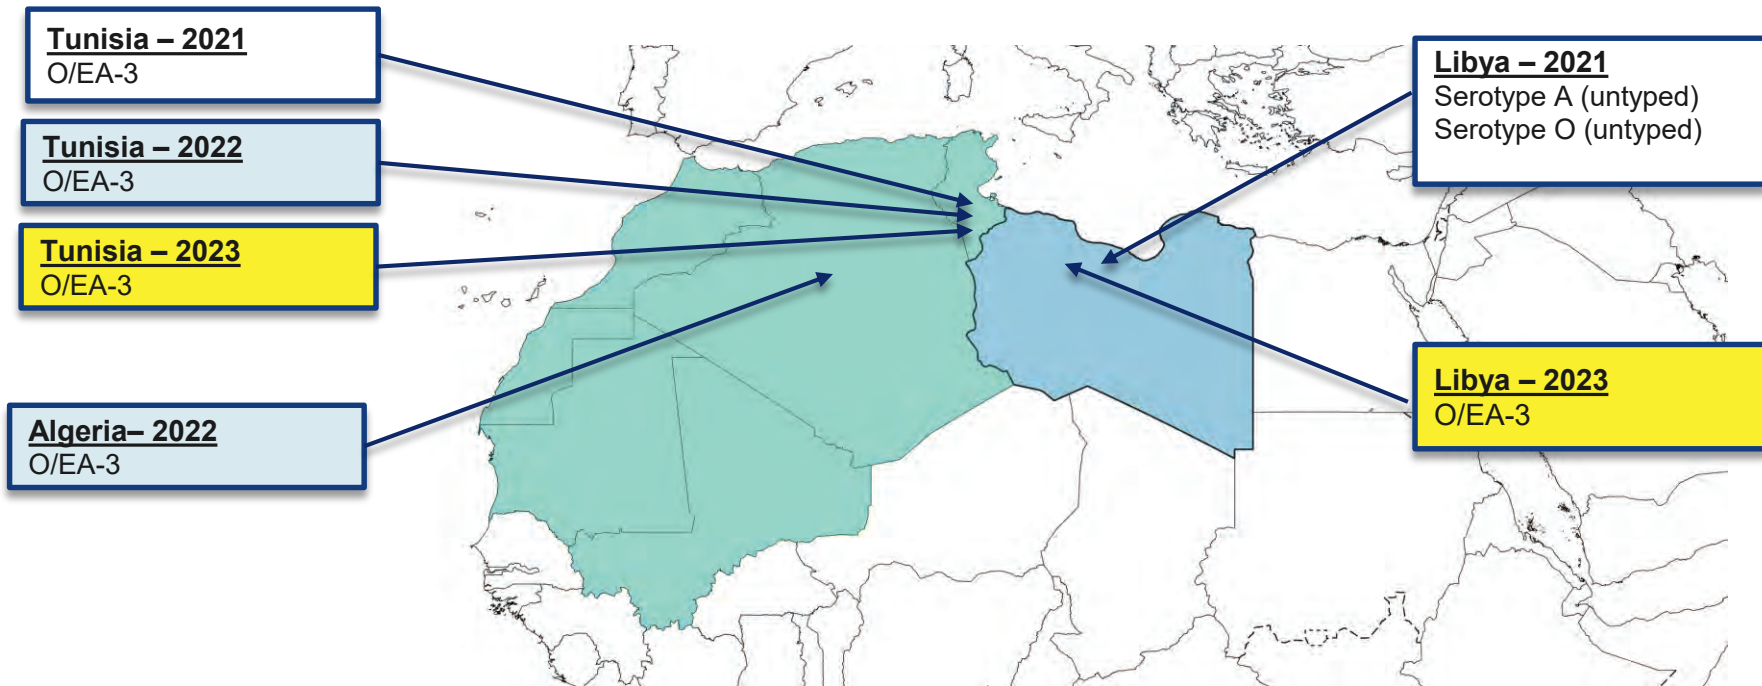 Tunisia – 2021
O/EA-3
Tunisia – 2022
O/EA-3
Tunisia – 2023
O/EA-3
Algeria– 2022
O/EA-3
Libya – 2021
Serotype A (untyped)
Serotype O (untyped)
Libya – 2023
O/EA-3